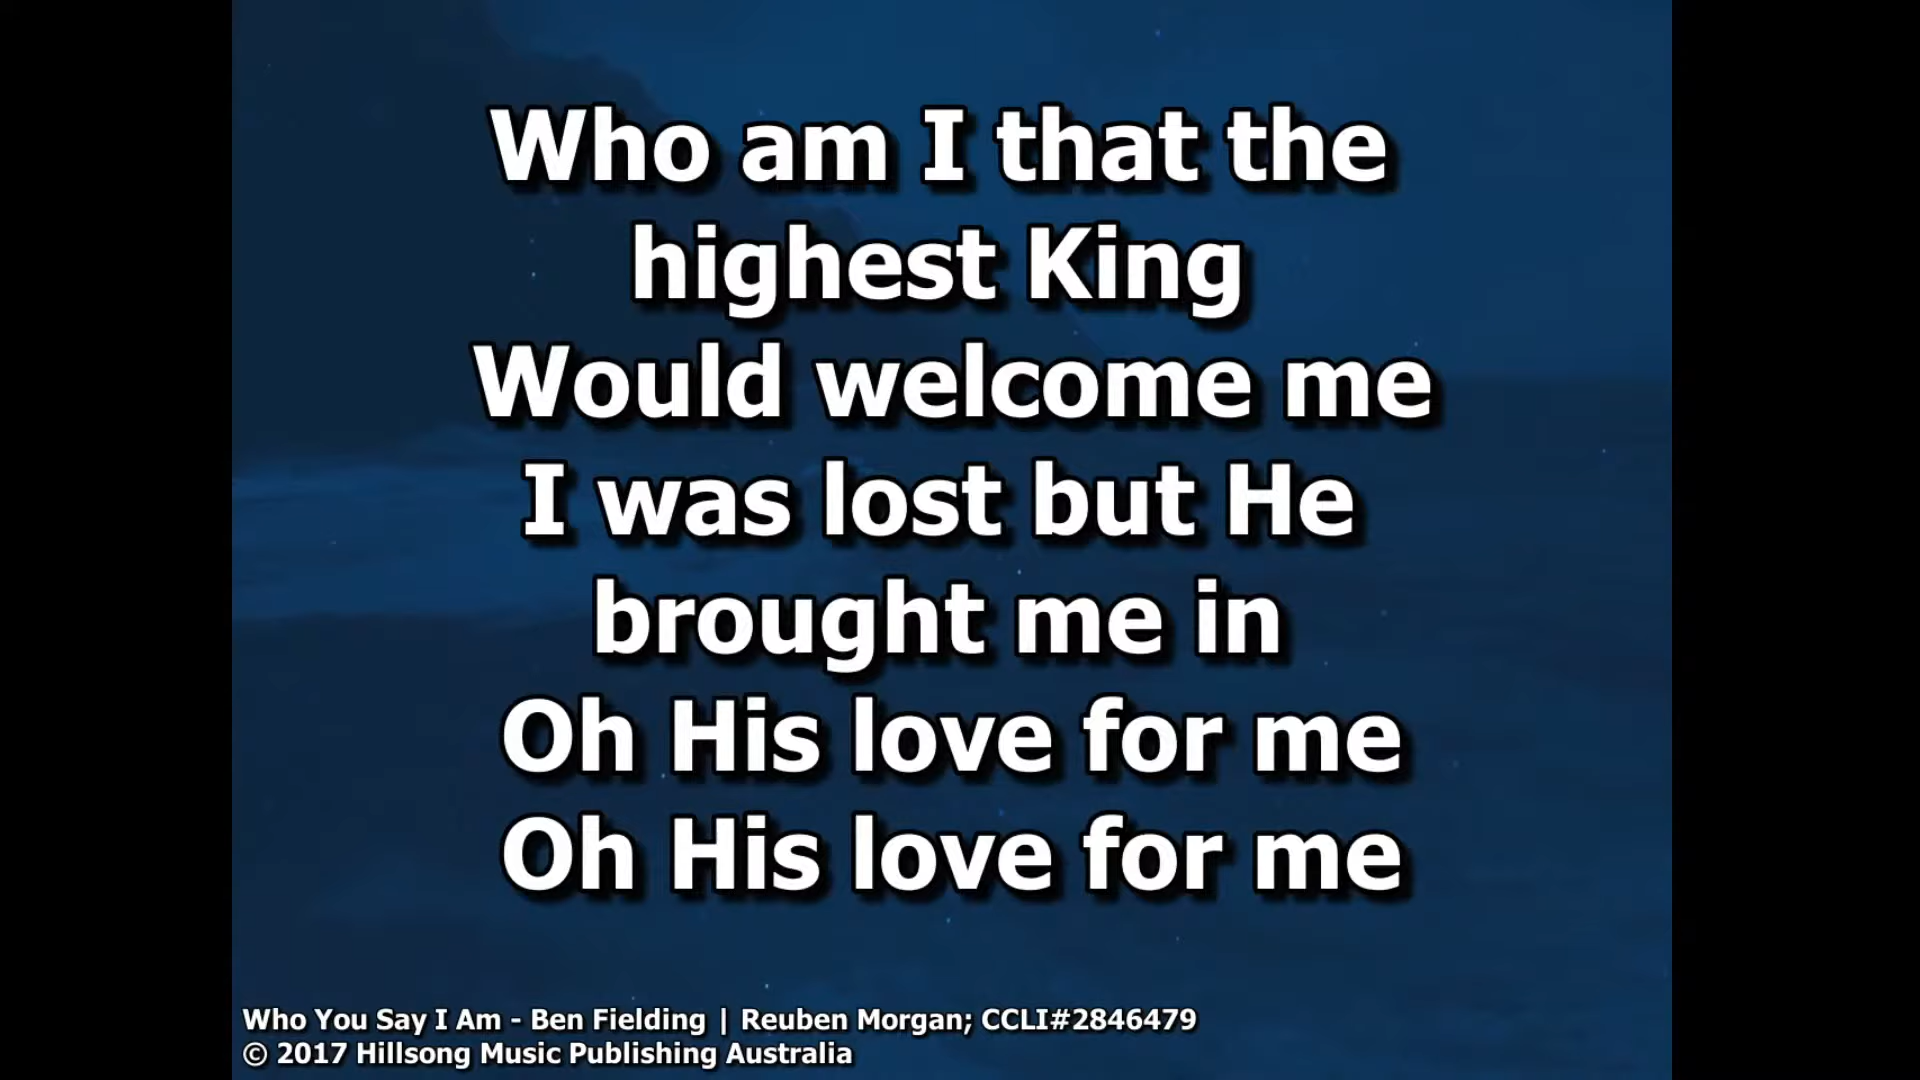 Who am I that the
highest King
Would welcome me
I was lost but He
brought me in
Oh His love for me
Oh His love for me
Who You Say I Am - Ben Fielding | Reuben Morgan; CCLI#2846479
© 2017 Hillsong Music Publishing Australia